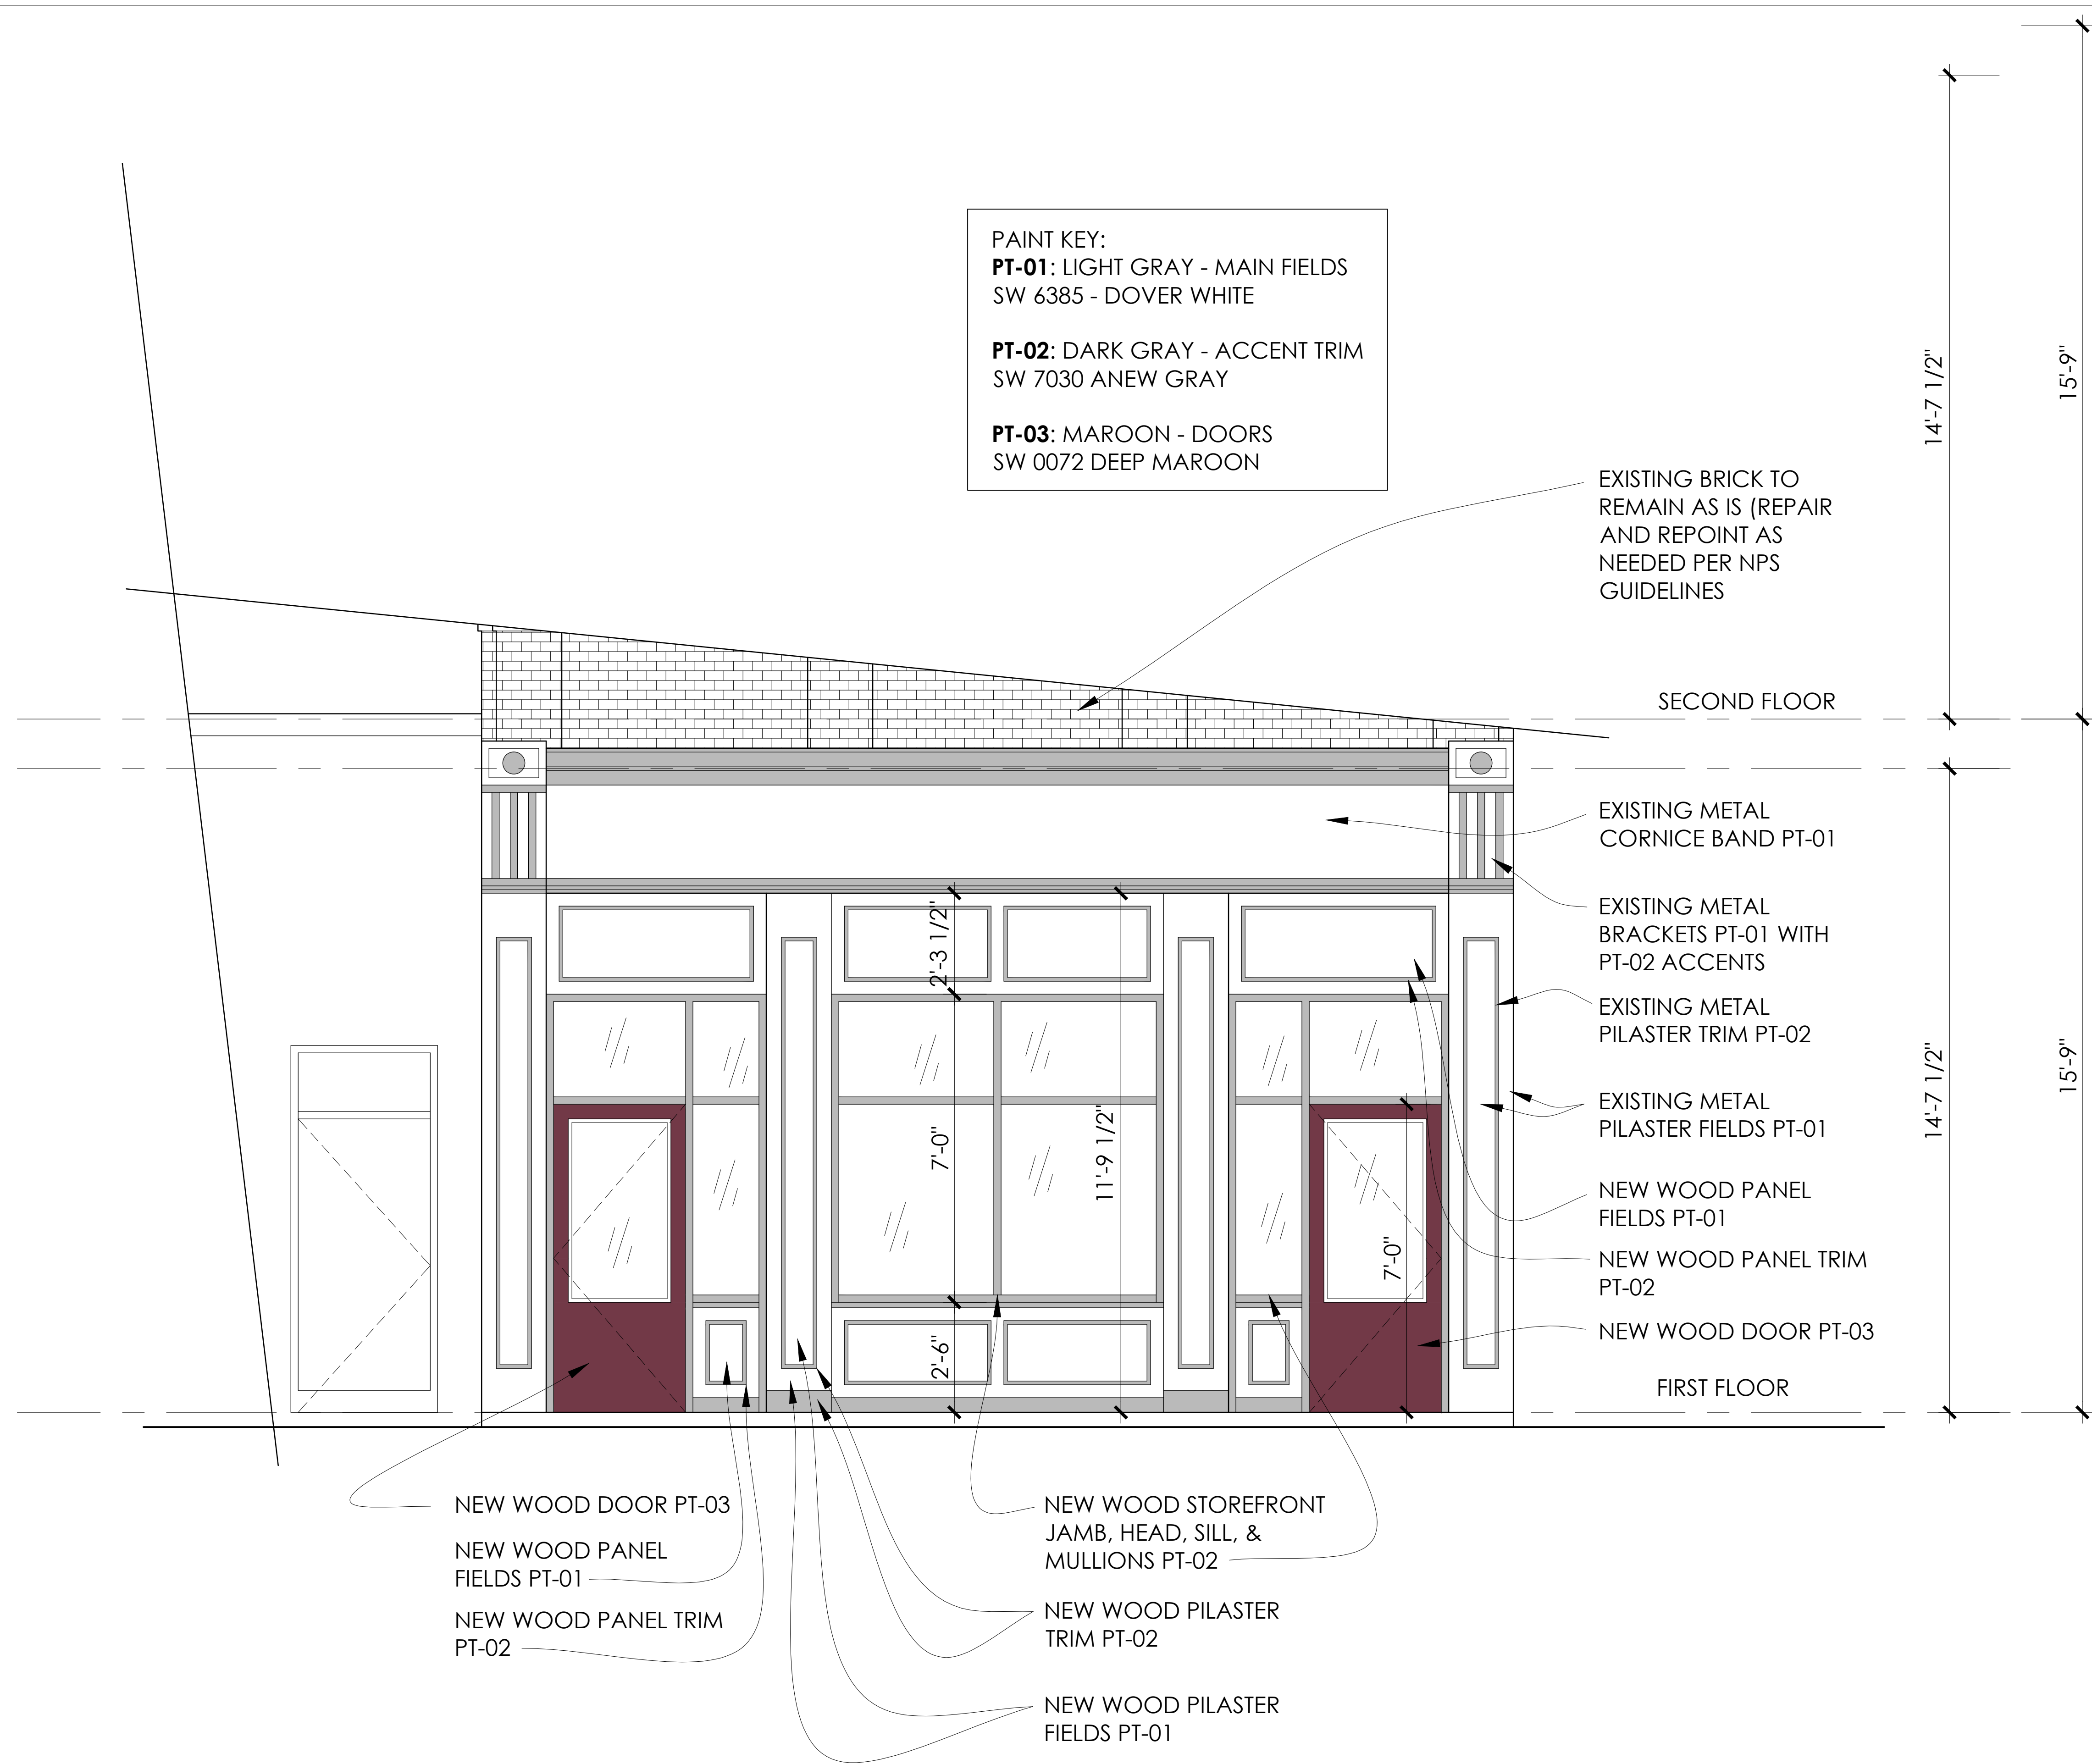 PAINT KEY:
PT-01: LIGHT GRAY - MAIN FIELDS
SW 6385 - DOVER WHITE
PT-02: DARK GRAY - ACCENT TRIM
SW 7030 ANEW GRAY
PT-03: MAROON - DOORS
SW 0072 DEEP MAROON
14'-7 1/2"
15'-9"
EXISTING BRICK TO
REMAIN AS IS (REPAIR
AND REPOINT AS
NEEDED PER NPS
GUIDELINES
SECOND FLOOR
EXISTING METAL
CORNICE BAND PT-01
EXISTING METAL
BRACKETS PT-01 WITH
PT-02 ACCENTS
EXISTING METAL
PILASTER TRIM PT-02
EXISTING METAL
PILASTER FIELDS PT-01
NEW WOOD PANEL
FIELDS PT-01
NEW WOOD PANEL TRIM
PT-02
NEW WOOD DOOR PT-03
FIRST FLOOR
14'-7 1/2"
15'-9"
2'-3 1/2"
7'-0"
2'-6"
11'-9 1/2"
7'-0"
NEW WOOD DOOR PT-03
NEW WOOD PANEL
FIELDS PT-01
NEW WOOD PANEL TRIM
PT-02
NEW WOOD STOREFRONT
JAMB, HEAD, SILL, &
MULLIONS PT-02
NEW WOOD PILASTER
TRIM PT-02
NEW WOOD PILASTER
FIELDS PT-01